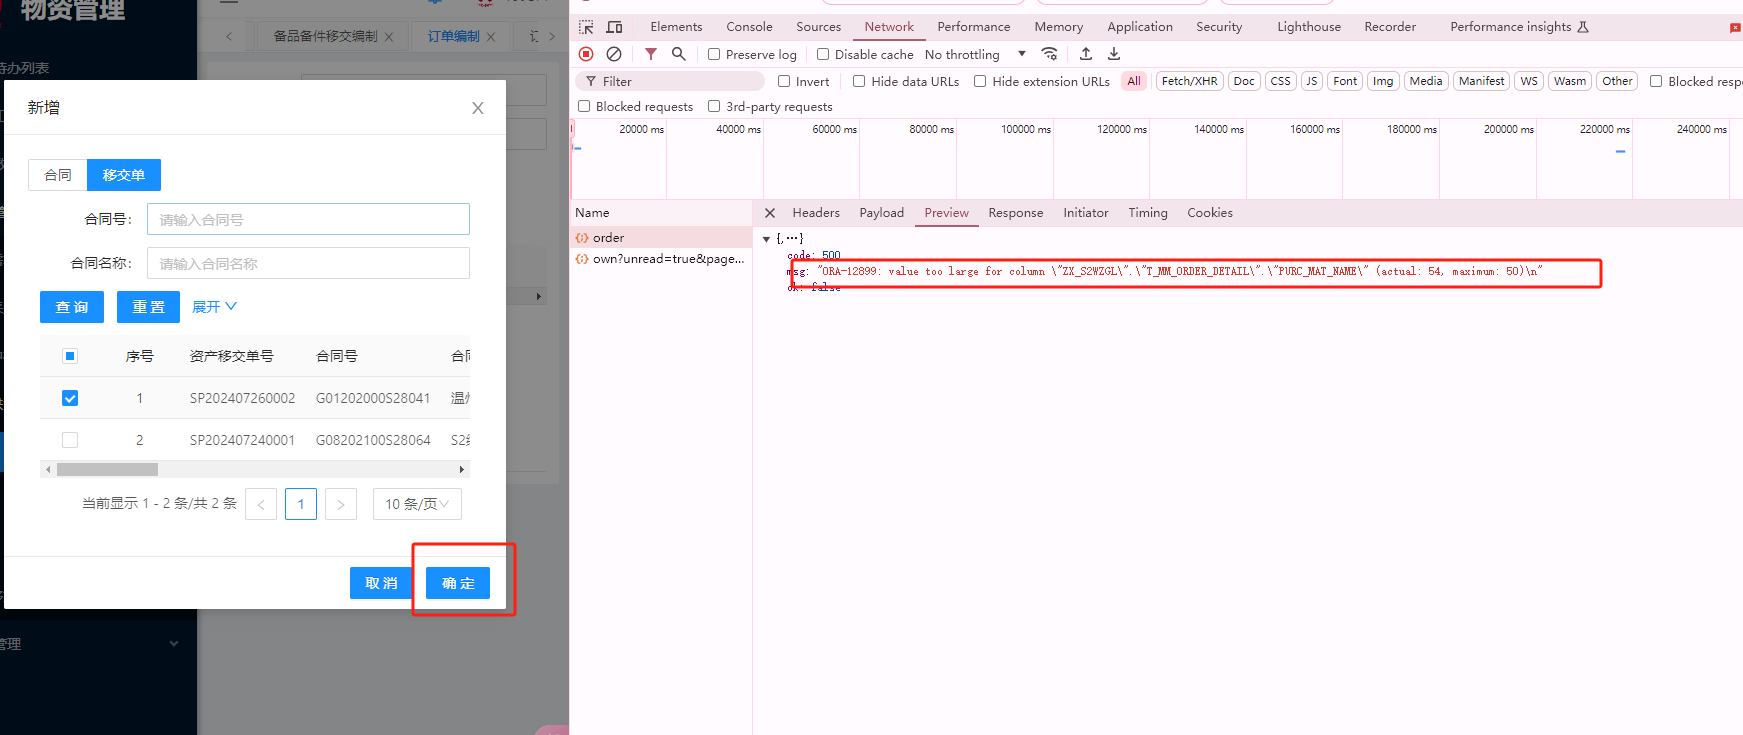 物资管理
待办列表
备品备件移交编制
订单编制
新增
合同 移交单
合同号: 请输入合同号
合同名称: 请输入合同名称
查 询 重 置 展开
序号 资产移交单号 合同号
1 SP202407260002 G01202000S28041
2 SP202407240001 G08202100S28064
当前显示 1 - 2 条/共 2 条 < 1 > 10 条/页
取 消 确 定
管理
Elements Console Sources Network Performance Memory Application Security Lighthouse Recorder Performance insights
Preserve log Disable cache No throttling
Filter Invert Hide data URLs Hide extension URLs All Fetch/XHR Doc CSS JS Font Img Media Manifest WS Wasm Other Blocked resp
Blocked requests 3rd-party requests
20000 ms 40000 ms 60000 ms 80000 ms 100000 ms 120000 ms 140000 ms 160000 ms 180000 ms 200000 ms 220000 ms 240000 ms
Name Headers Payload Preview Response Initiator Timing Cookies
order
own?unread=true&page...
{,…}
code: 500
msg: "ORA-12899: value too large for column \"ZX_S2WZGL\".\"T_MM_ORDER_DETAIL\".\"PURC_MAT_NAME\" (actual: 54, maximum: 50)\n"
ok: false